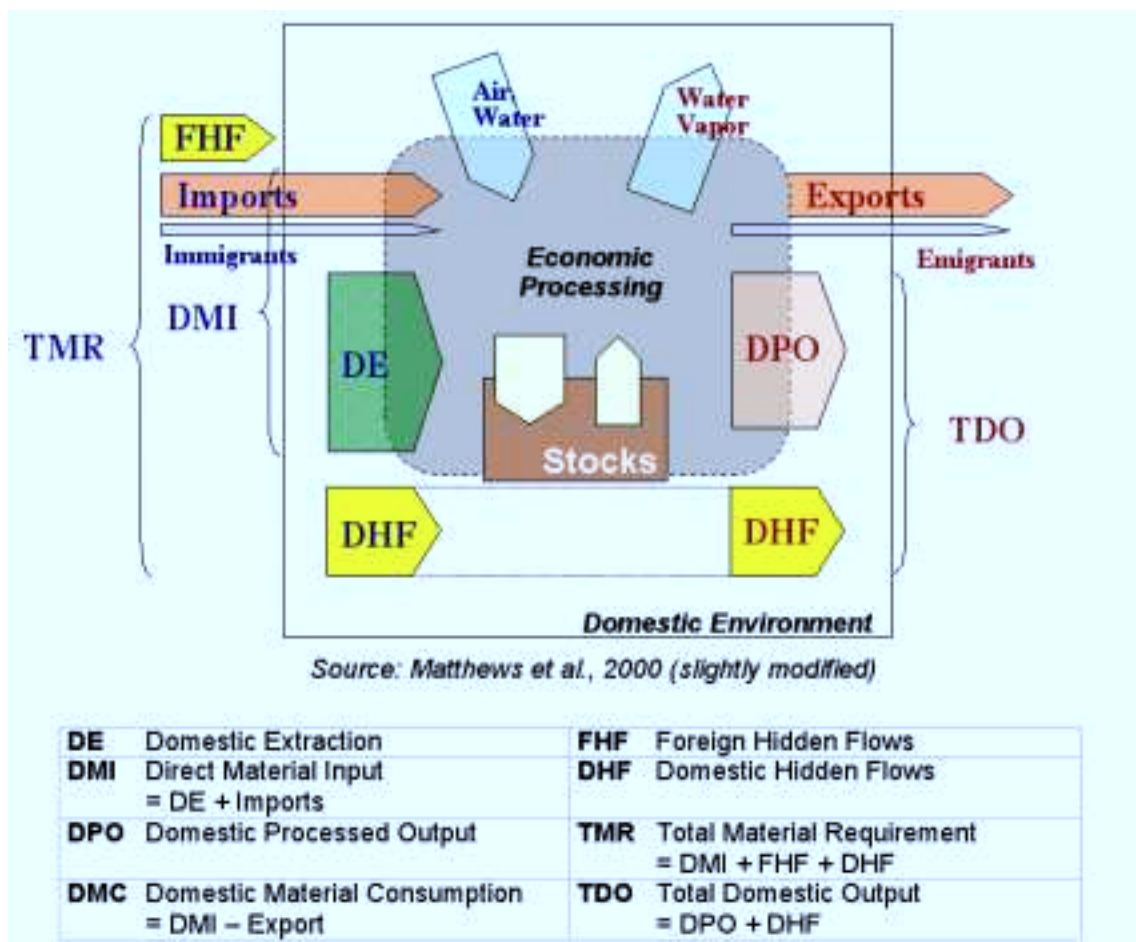 Air,
Water
Water
Vapor
FHF
Imports
Exports
Immigrants
Emigrants
Economic
Processing
DMI
TMR
DE
DPO
TDO
Stocks
DHF
DHF
Domestic Environment
Source: Matthews et al., 2000 (slightly modified)
DE Domestic Extraction
FHF Foreign Hidden Flows
DMI Direct Material Input
= DE + Imports
DHF Domestic Hidden Flows
DPO Domestic Processed Output
TMR Total Material Requirement
= DMI + FHF + DHF
DMC Domestic Material Consumption
= DMI – Export
TDO Total Domestic Output
= DPO + DHF